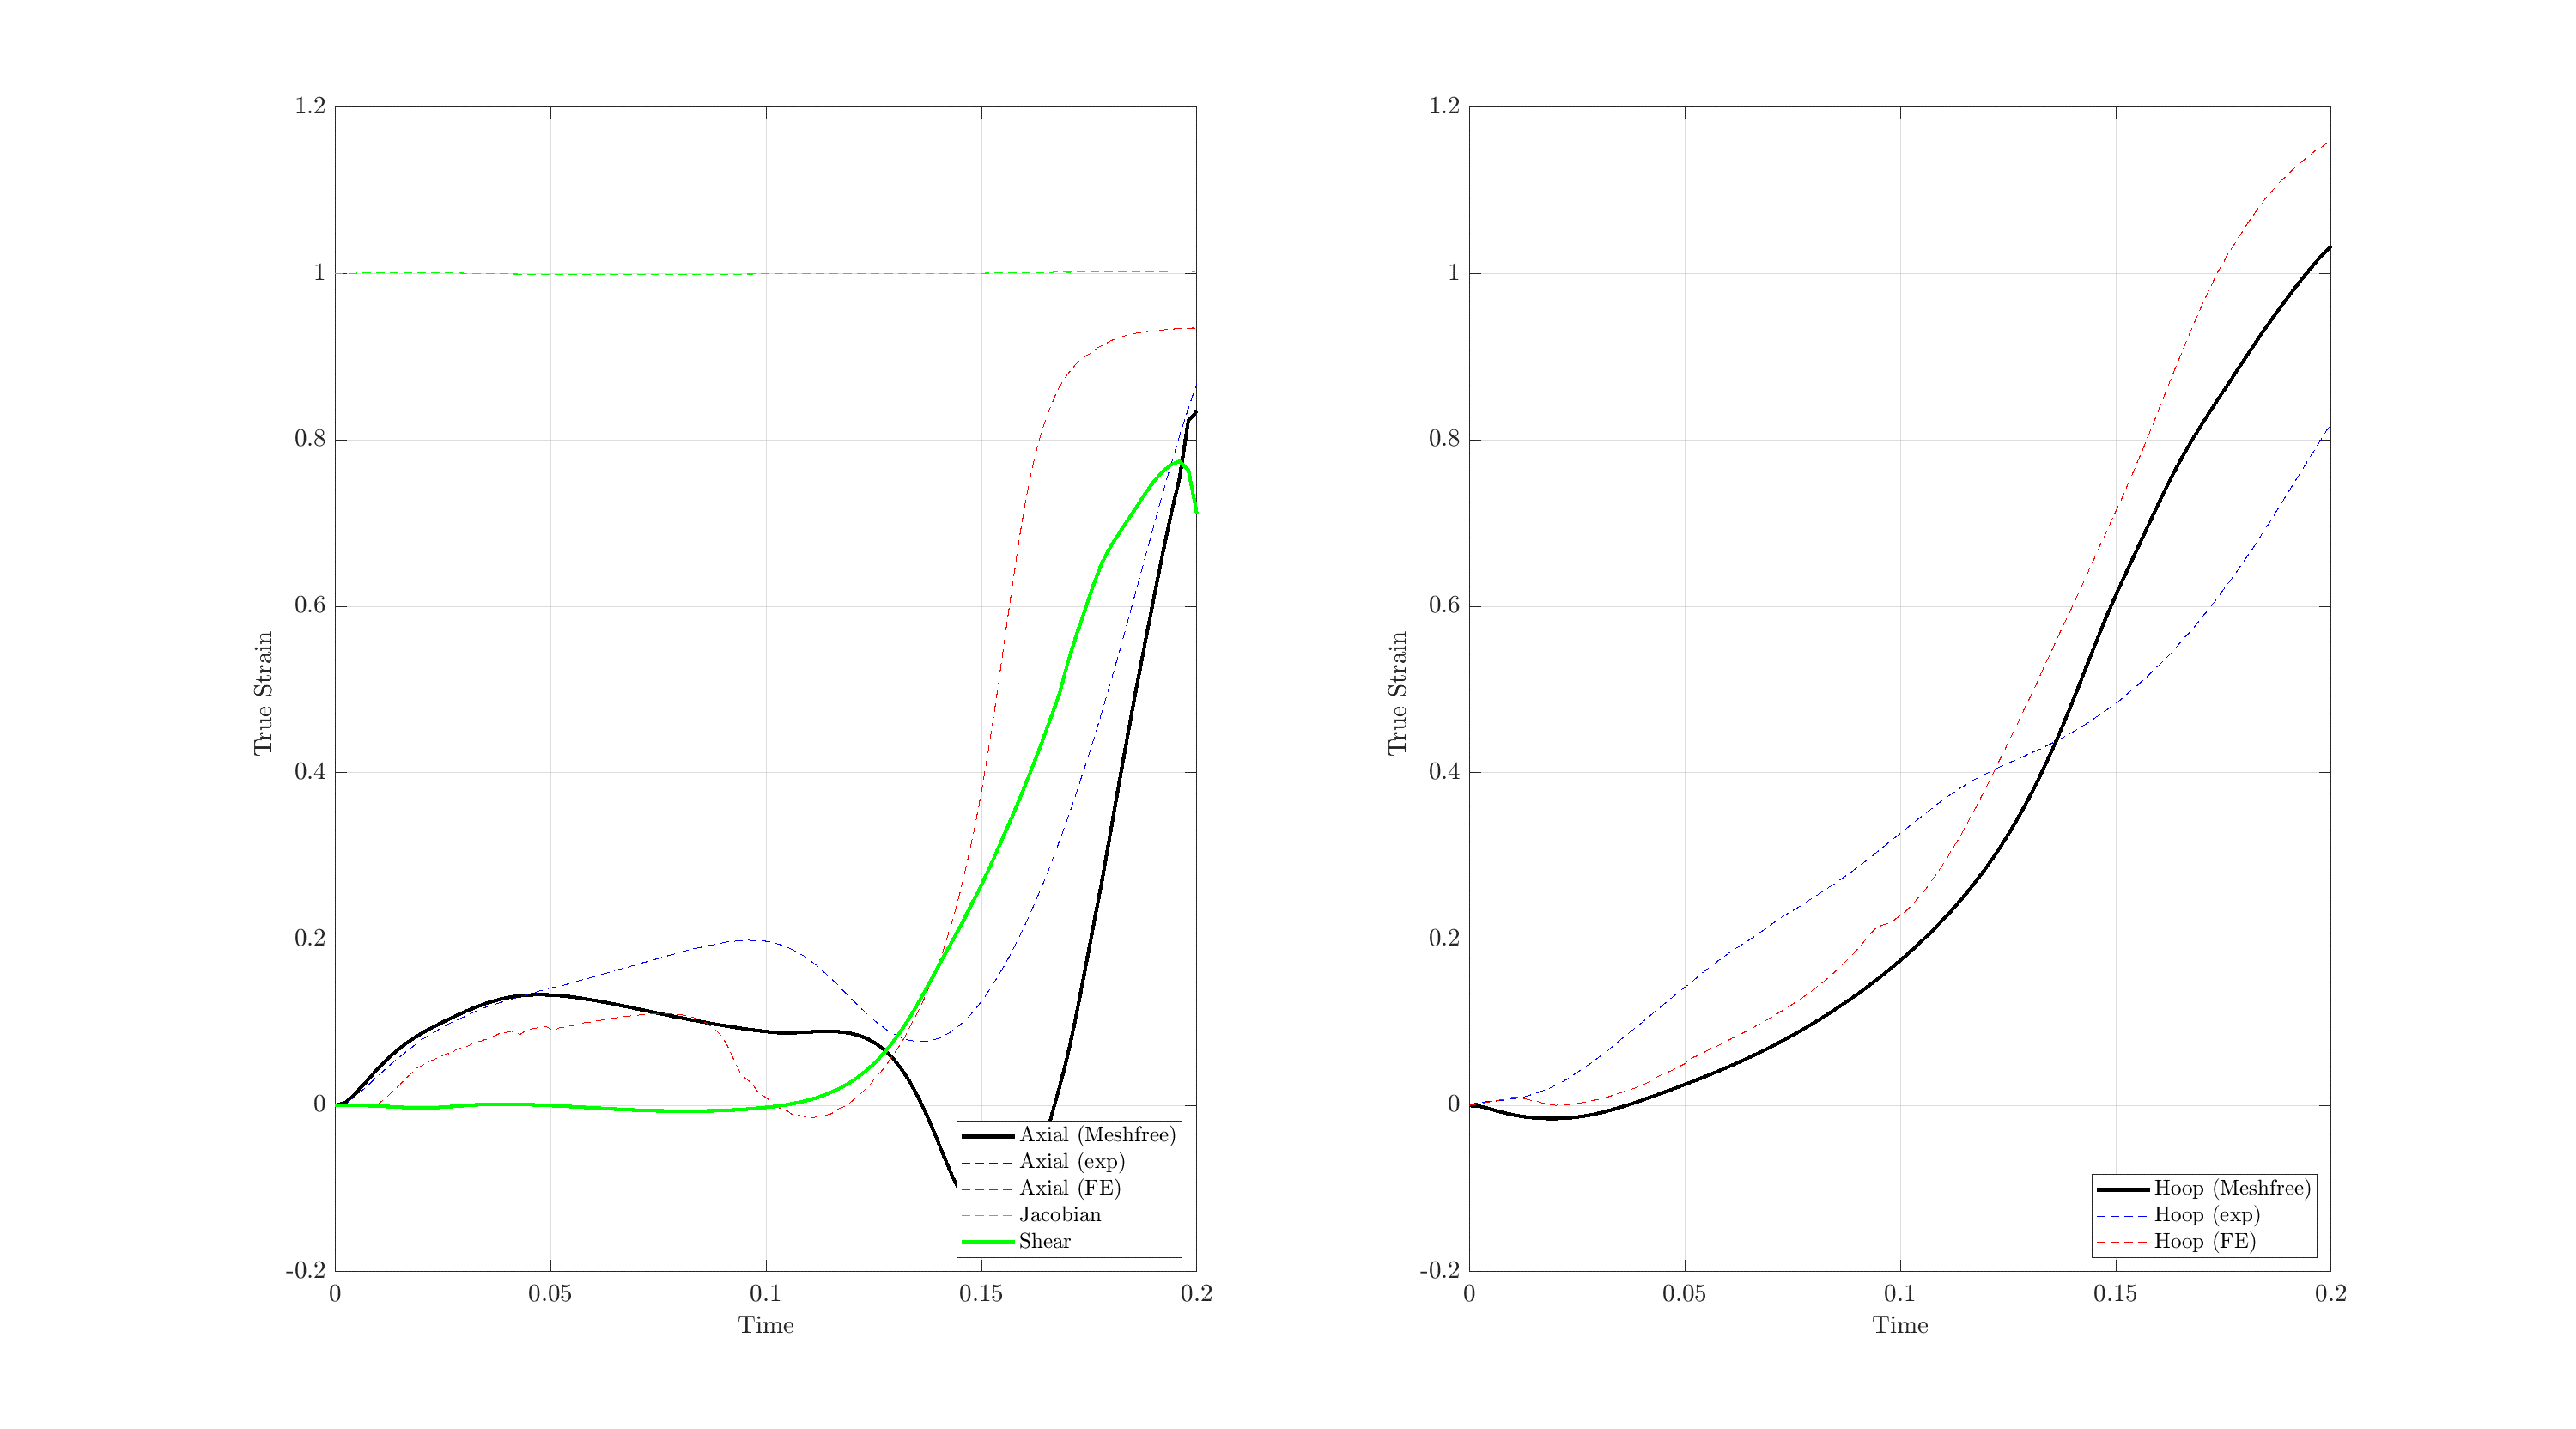 1.2
1
0.8
0.6
0.4
0.2
0
-0.2
True Strain
0 0.05 0.1 0.15 0.2
Time
Axial (Meshfree)
Axial (exp)
Axial (FE)
Jacobian
Shear
1.2
1
0.8
0.6
0.4
0.2
0
-0.2
True Strain
0 0.05 0.1 0.15 0.2
Time
Hoop (Meshfree)
Hoop (exp)
Hoop (FE)